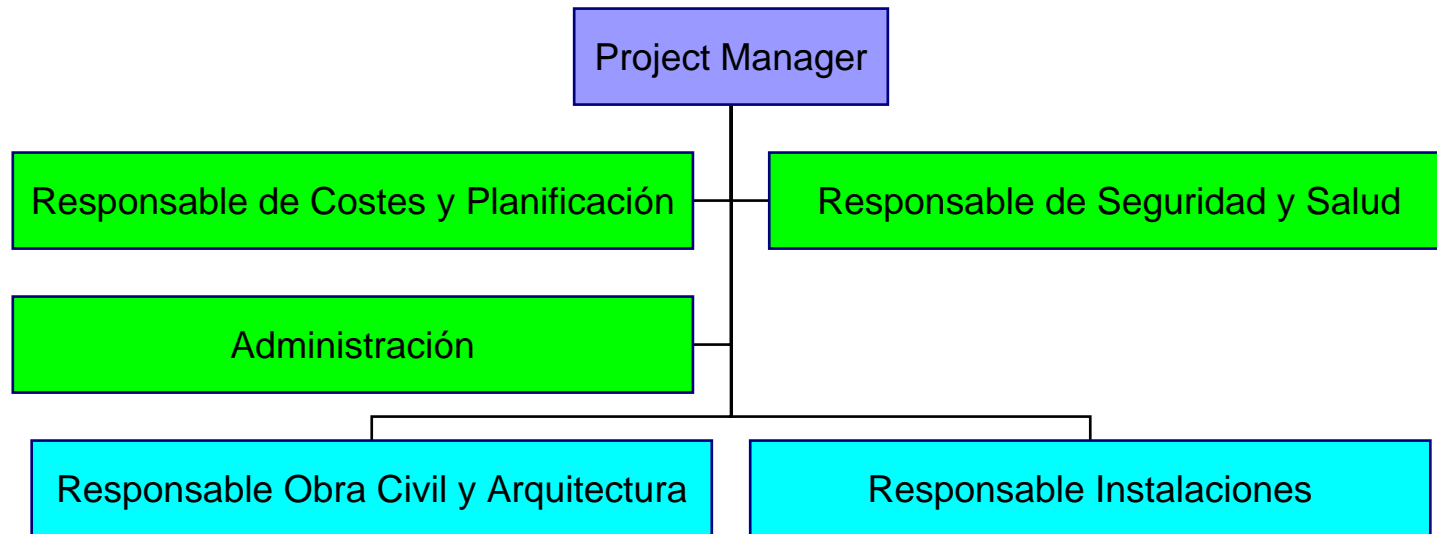 Project Manager
Responsable de Costes y Planificación
Responsable de Seguridad y Salud
Administración
Responsable Obra Civil y Arquitectura
Responsable Instalaciones